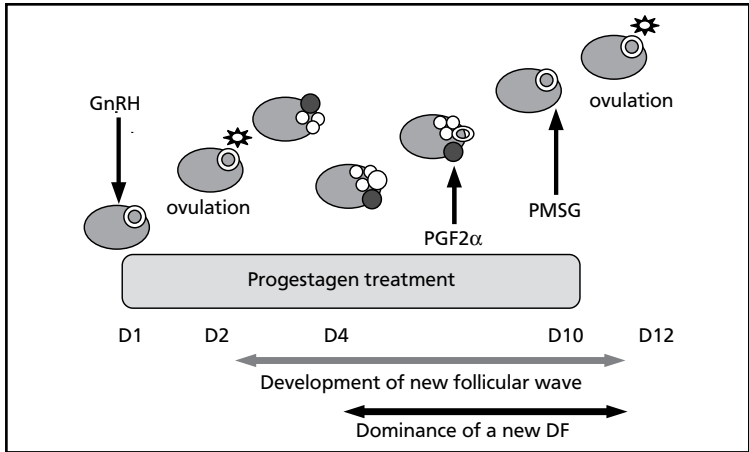 GnRH
ovulation
PGF2α
PMSG
ovulation
Progestagen treatment
D1 D2 D4 D10 D12
Development of new follicular wave
Dominance of a new DF